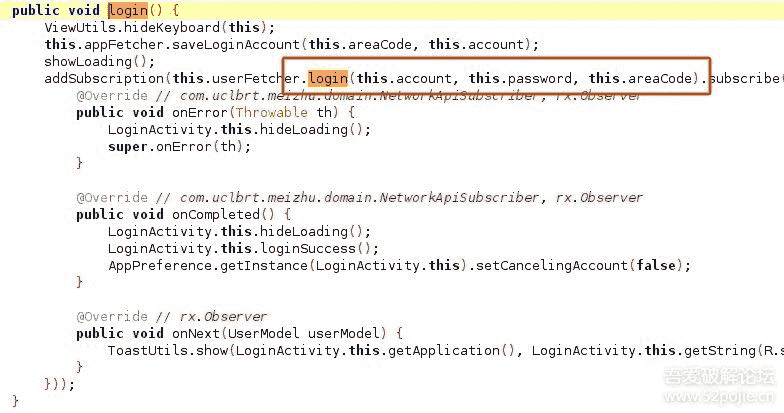 public void login() {
    ViewUtils.hideKeyboard(this);
    this.appFetcher.saveLoginAccount(this.areaCode, this.account);
    showLoading();
    addSubscription(this.userFetcher.login(this.account, this.password, this.areaCode).subscribe(
        @Override // com.uclbrt.meizhu.domain.NetworkApiSubscriber, rx.Observer
        public void onError(Throwable th) {
            LoginActivity.this.hideLoading();
            super.onError(th);
        }
        @Override // com.uclbrt.meizhu.domain.NetworkApiSubscriber, rx.Observer
        public void onCompleted() {
            LoginActivity.this.hideLoading();
            LoginActivity.this.loginSuccess();
            AppPreference.getInstance(LoginActivity.this).setCancelingAccount(false);
        }
        @Override // rx.Observer
        public void onNext(UserModel userModel) {
            ToastUtils.show(LoginActivity.this.getApplication(), LoginActivity.this.getString(R.s
        }
    }));
}
吾爱破解论坛
www.52pojie.cn